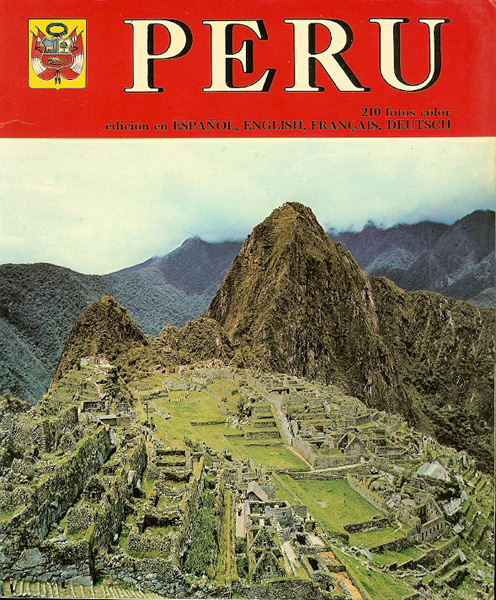 PERU
210 fotos color
edición en ESPAÑOL, ENGLISH, FRANÇAIS, DEUTSCH